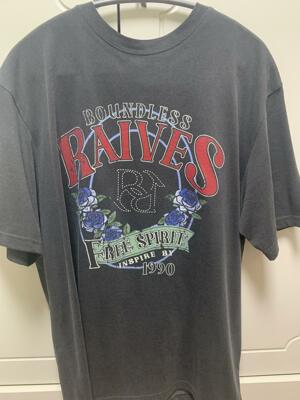 BOUNDLESS
RAIVES
R
FREE SPIRIT
INSPIRE BY
1990